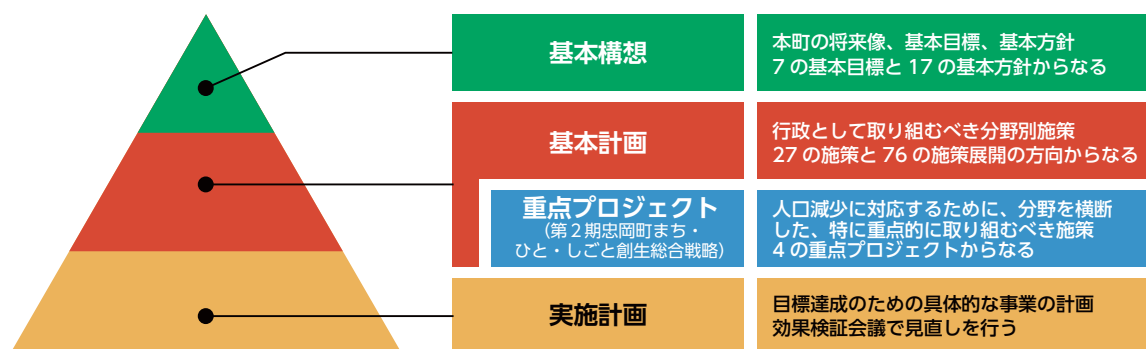 基本構想
本町の将来像、基本目標、基本方針
7の基本目標と17の基本方針からなる
基本計画
行政として取り組むべき分野別施策
27の施策と76の施策展開の方向からなる
重点プロジェクト
(第2期忠岡町まち・
ひと・しごと創生総合戦略)
人口減少に対応するために、分野を横断
した、特に重点的に取り組むべき施策
4の重点プロジェクトからなる
実施計画
目標達成のための具体的な事業の計画
効果検証会議で見直しを行う